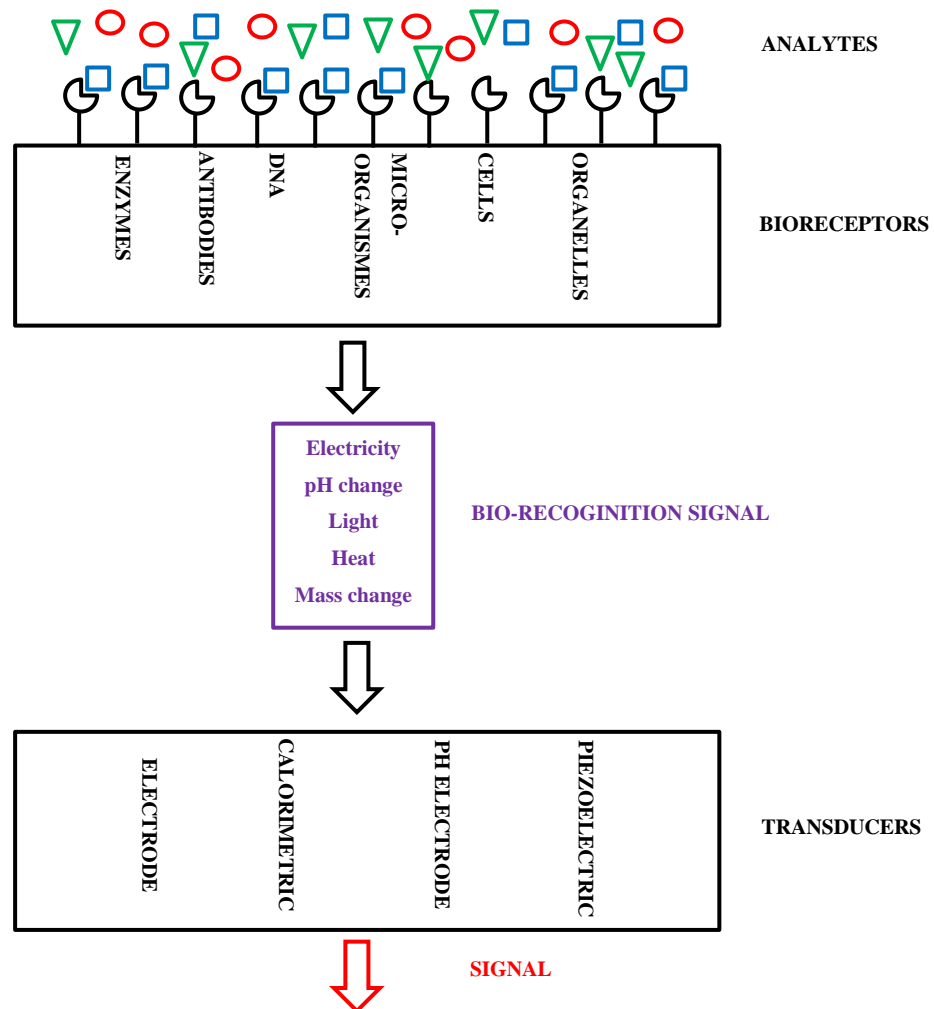 ANALYTES
ENZYMES
ANTIBODIES
DNA
ORGANISMES
MICRO-
CELLS
ORGANELLES
BIORECEPTORS
Electricity
pH change
Light
Heat
Mass change
BIO-RECOGINITION SIGNAL
ELECTRODE
CALORIMETRIC
PH ELECTRODE
PIEZOELECTRIC
TRANSDUCERS
SIGNAL